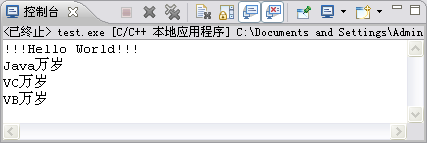 控制台
<已终止> test.exe [C/C++ 本地应用程序] C:\Documents and Settings\Admin
!!!Hello World!!!
Java万岁
VC万岁
VB万岁